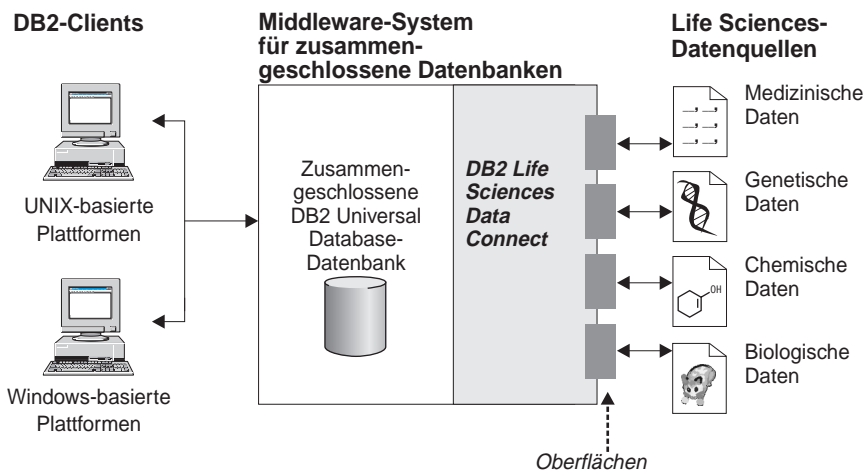 DB2-Clients
UNIX-basierte
Plattformen
Windows-basierte
Plattformen
Middleware-System
für zusammen-
geschlossene Datenbanken
Zusammen-
geschlossene
DB2 Universal
Database-
Datenbank
DB2 Life
Sciences
Data
Connect
Oberflächen
Life Sciences-
Datenquellen
Medizinische
Daten
Genetische
Daten
OH
Chemische
Daten
Biologische
Daten